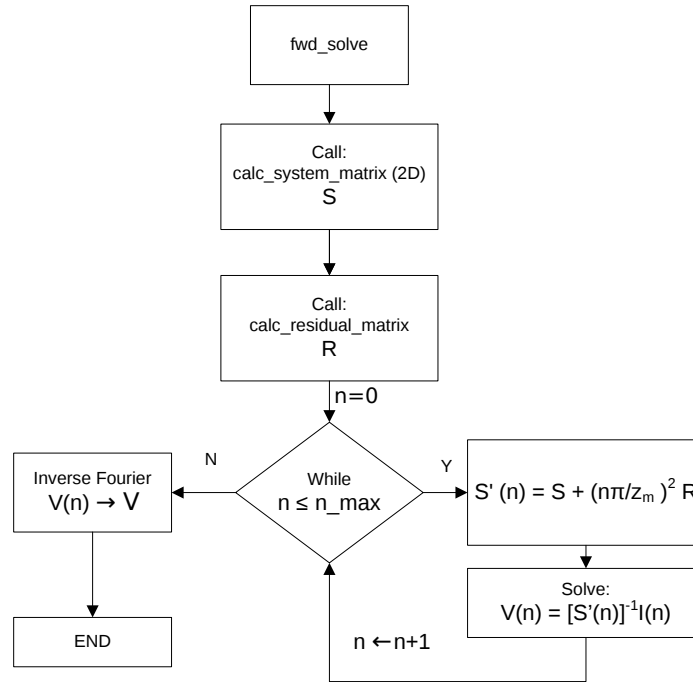 fwd_solve
Call:
calc_system_matrix (2D)
S
Call:
calc_residual_matrix
R
n=0
While
n ≤ n_max
N
Y
Inverse Fourier
V(n) → V
END
S' (n) = S + (nπ/zₘ )² R
Solve:
V(n) = [S’(n)]⁻¹I(n)
n ←n+1